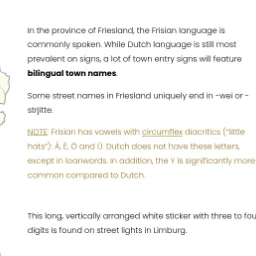 In the province of Friesland, the Frisian language is
commonly spoken. While Dutch language is still most
prevalent on signs, a lot of town entry signs will feature
bilingual town names.
Some street names in Friesland uniquely end in -wei or -
strjitte.
NOTE: Frisian has vowels with circumflex diacritics ("little
hats"): Â, Ê, Ô and Û. Dutch does not have these letters,
except in loanwords. In addition, the Y is significantly more
common compared to Dutch.
This long, vertically arranged white sticker with three to fou
digits is found on street lights in Limburg.